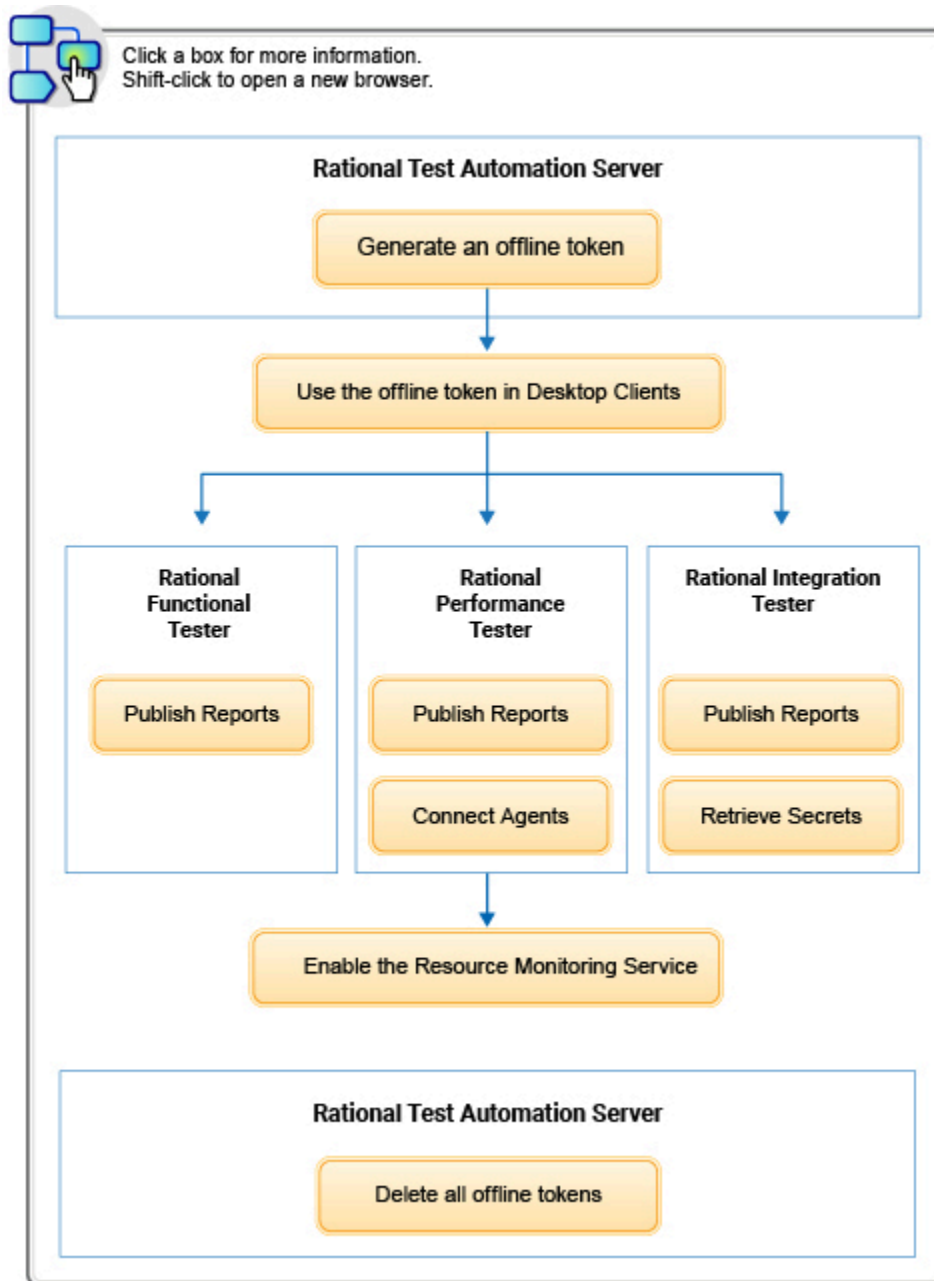 Click a box for more information.
Shift-click to open a new browser.
Rational Test Automation Server
Generate an offline token
Use the offline token in Desktop Clients
Rational
Functional
Tester
Publish Reports
Rational
Performance
Tester
Publish Reports
Connect Agents
Rational Integration
Tester
Publish Reports
Retrieve Secrets
Enable the Resource Monitoring Service
Rational Test Automation Server
Delete all offline tokens